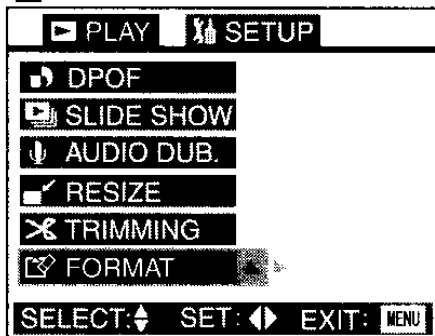 PLAY SETUP
DPOF
SLIDE SHOW
AUDIO DUB.
RESIZE
TRIMMING
FORMAT
SELECT: SET: EXIT: MENU